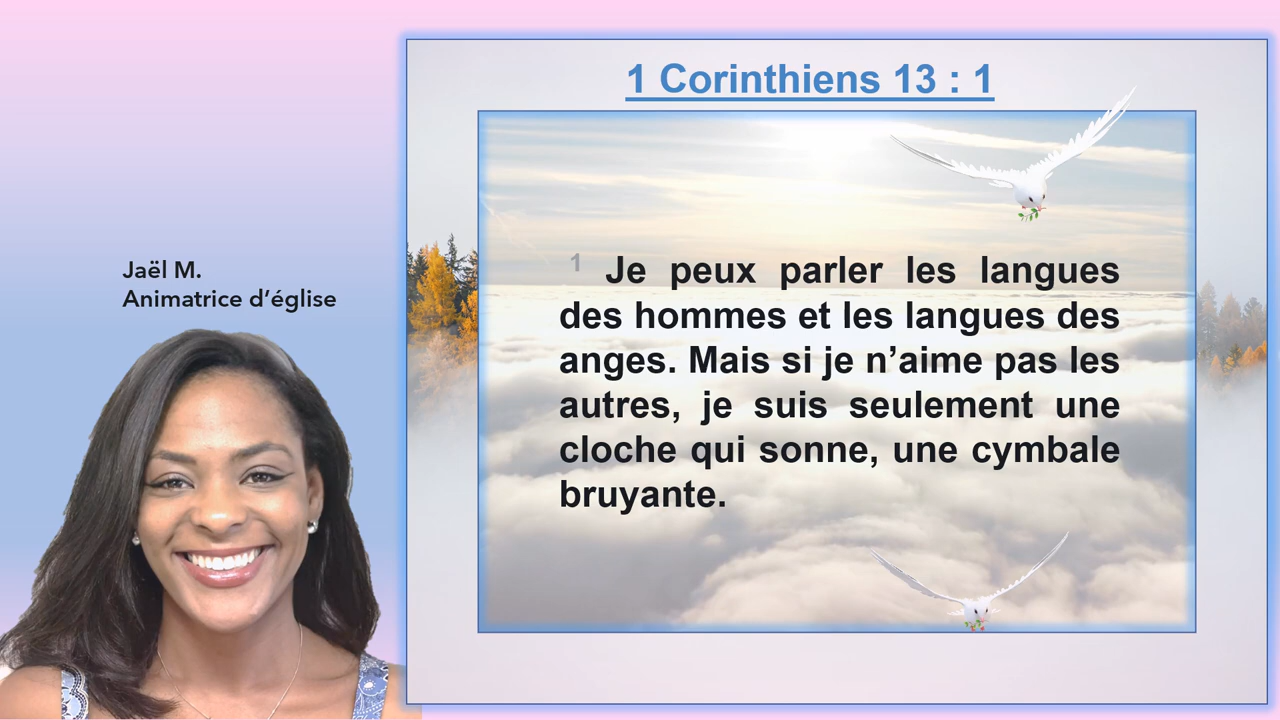 1 Corinthiens 13 : 1
Jaël M.
Animatrice d’église
1 Je peux parler les langues
des hommes et les langues des
anges. Mais si je n’aime pas les
autres, je suis seulement une
cloche qui sonne, une cymbale
bruyante.